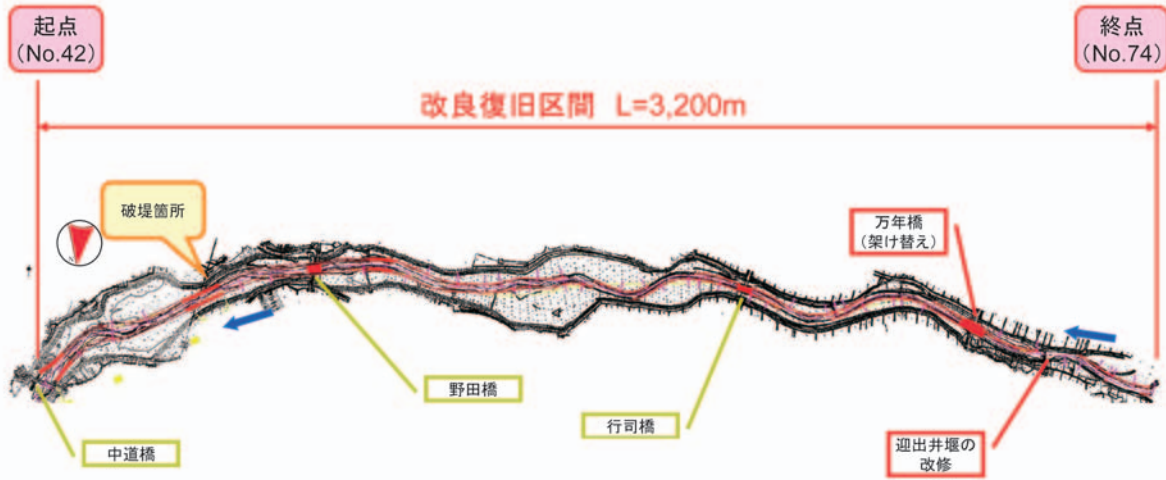 起点
(No.42)
終点
(No.74)
改良復旧区間 L=3,200m
破堤箇所
万年橋
(架け替え)
野田橋
行司橋
中道橋
迎出井堰の
改修